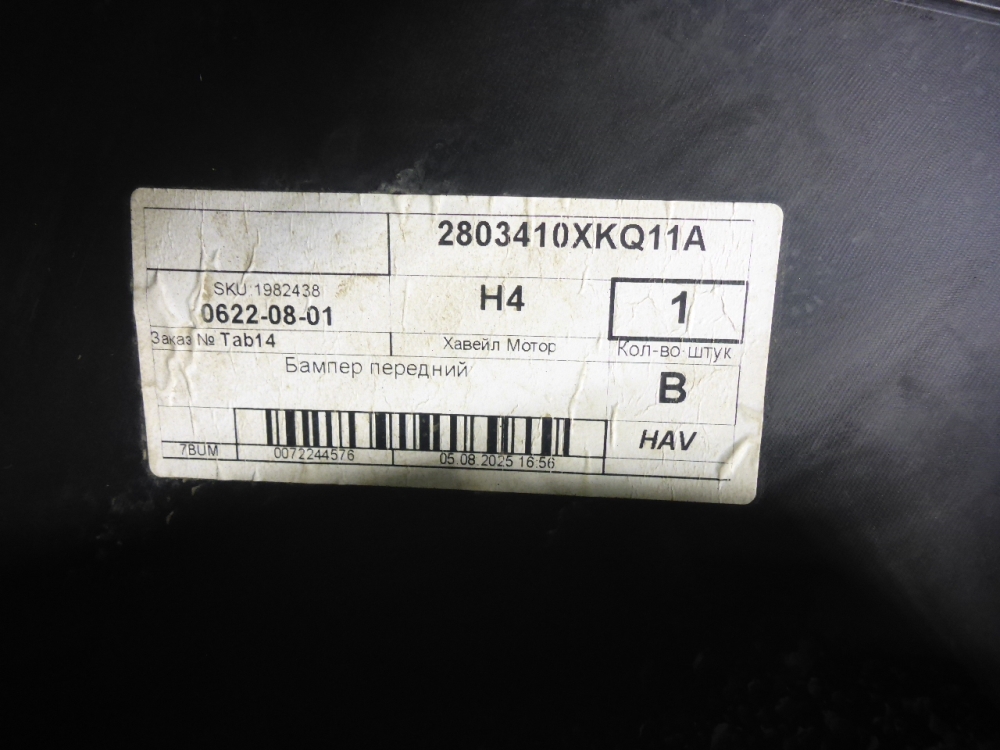 2803410XKQ11A
SKU 1982438
0622-08-01
H4
1
Заказ № Tab14
Хавейл Мотор
Кол-во штук
Бампер передний
B
HAV
7BUM
0072244576
05.08.2025 16:56